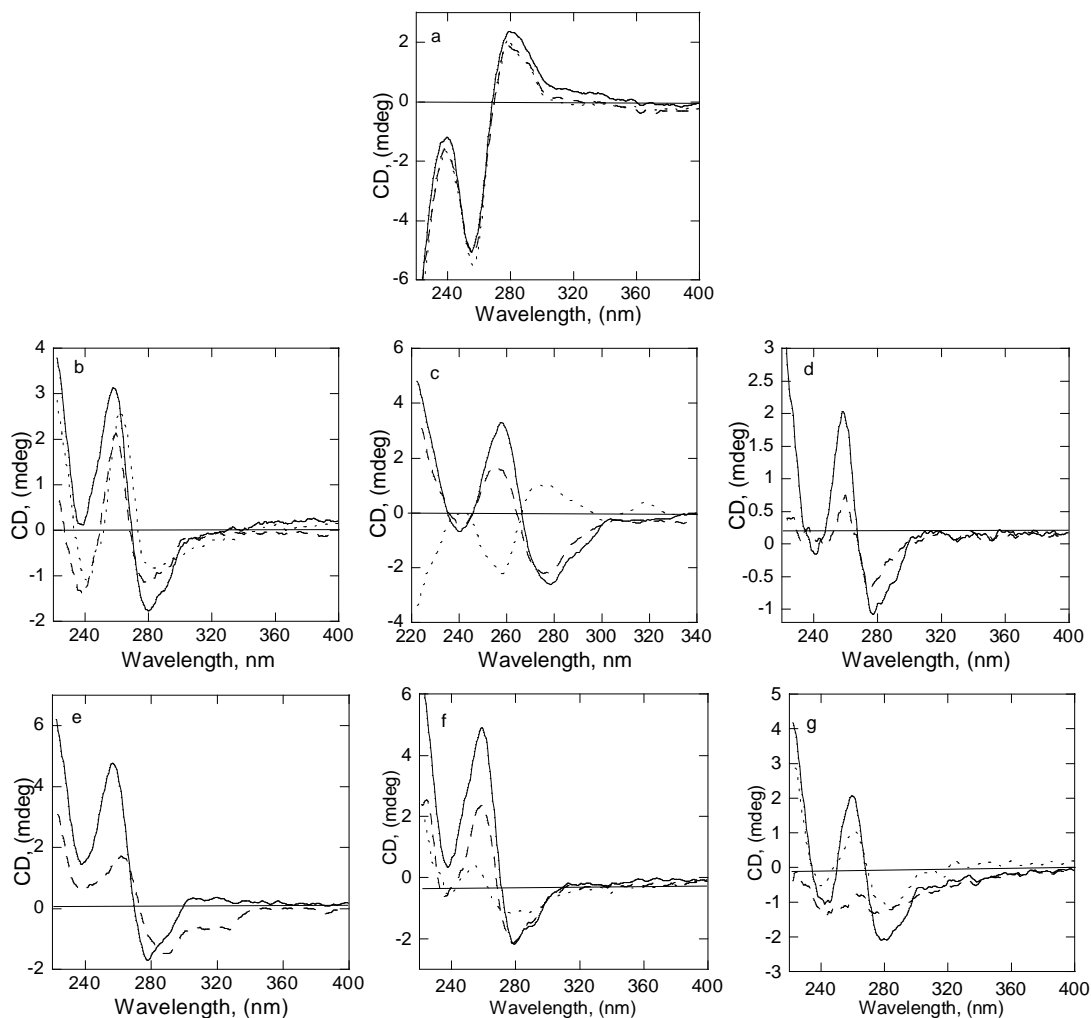 a
2
0
-2
-4
-6
CD, (mdeg)
240 280 320 360 400
Wavelength, (nm)
b
4
3
2
1
0
-1
-2
CD, (mdeg)
240 280 320 360 400
Wavelength, nm
c
6
4
2
0
-2
-4
CD, (mdeg)
220 240 260 280 300 320 340
Wavelength, nm
d
3
2.5
2
1.5
1
0.5
0
-0.5
-1
CD, (mdeg)
240 280 320 360 400
Wavelength, (nm)
e
6
4
2
0
-2
CD, (mdeg)
240 280 320 360 400
Wavelength, (nm)
f
6
4
2
0
-2
CD, (mdeg)
240 280 320 360 400
Wavelength, (nm)
g
5
4
3
2
1
0
-1
-2
-3
CD, (mdeg)
240 280 320 360 400
Wavelength, (nm)